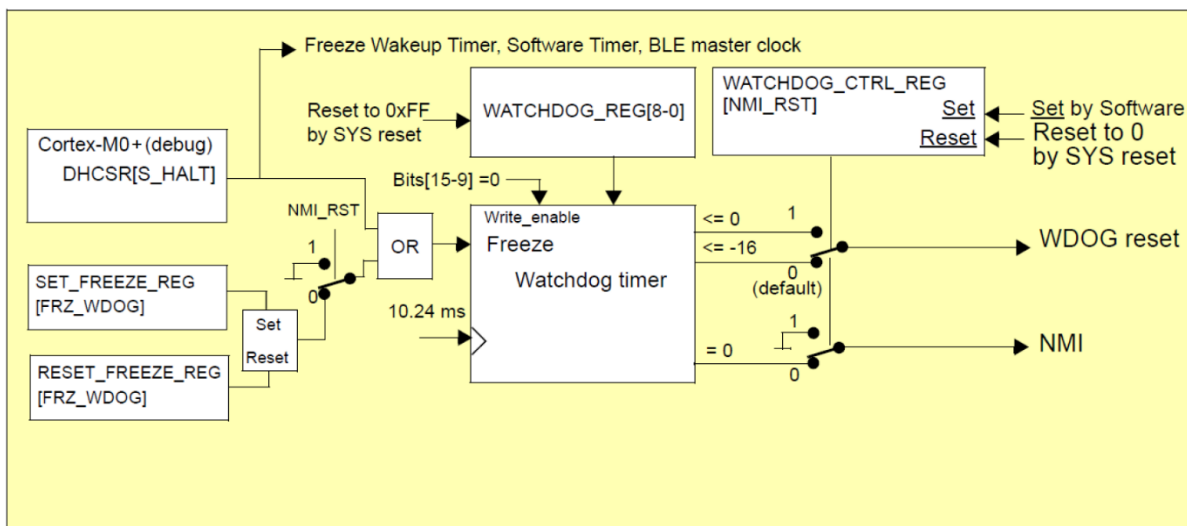 Freeze Wakeup Timer, Software Timer, BLE master clock
WATCHDOG_CTRL_REG
[NMI_RST]
Set
Reset
Set by Software
Reset to 0
by SYS reset
Reset to 0xFF
by SYS reset
WATCHDOG_REG[8-0]
Cortex-M0+(debug)
DHCSR[S_HALT]
Bits[15-9] =0
NMI_RST
1
0
OR
Write_enable
Freeze
Watchdog timer
<= 0
<= -16
1
0
(default)
WDOG reset
SET_FREEZE_REG
[FRZ_WDOG]
Set
Reset
10.24 ms
= 0
1
0
NMI
RESET_FREEZE_REG
[FRZ_WDOG]